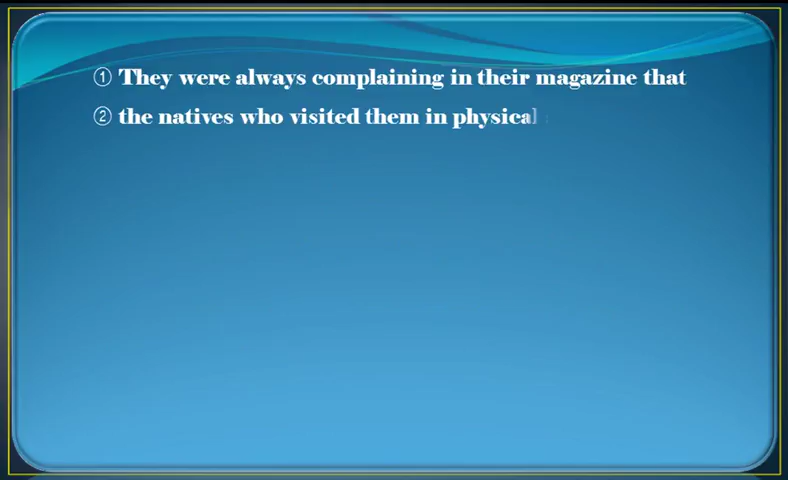 ① They were always complaining in their magazine that
② the natives who visited them in physical